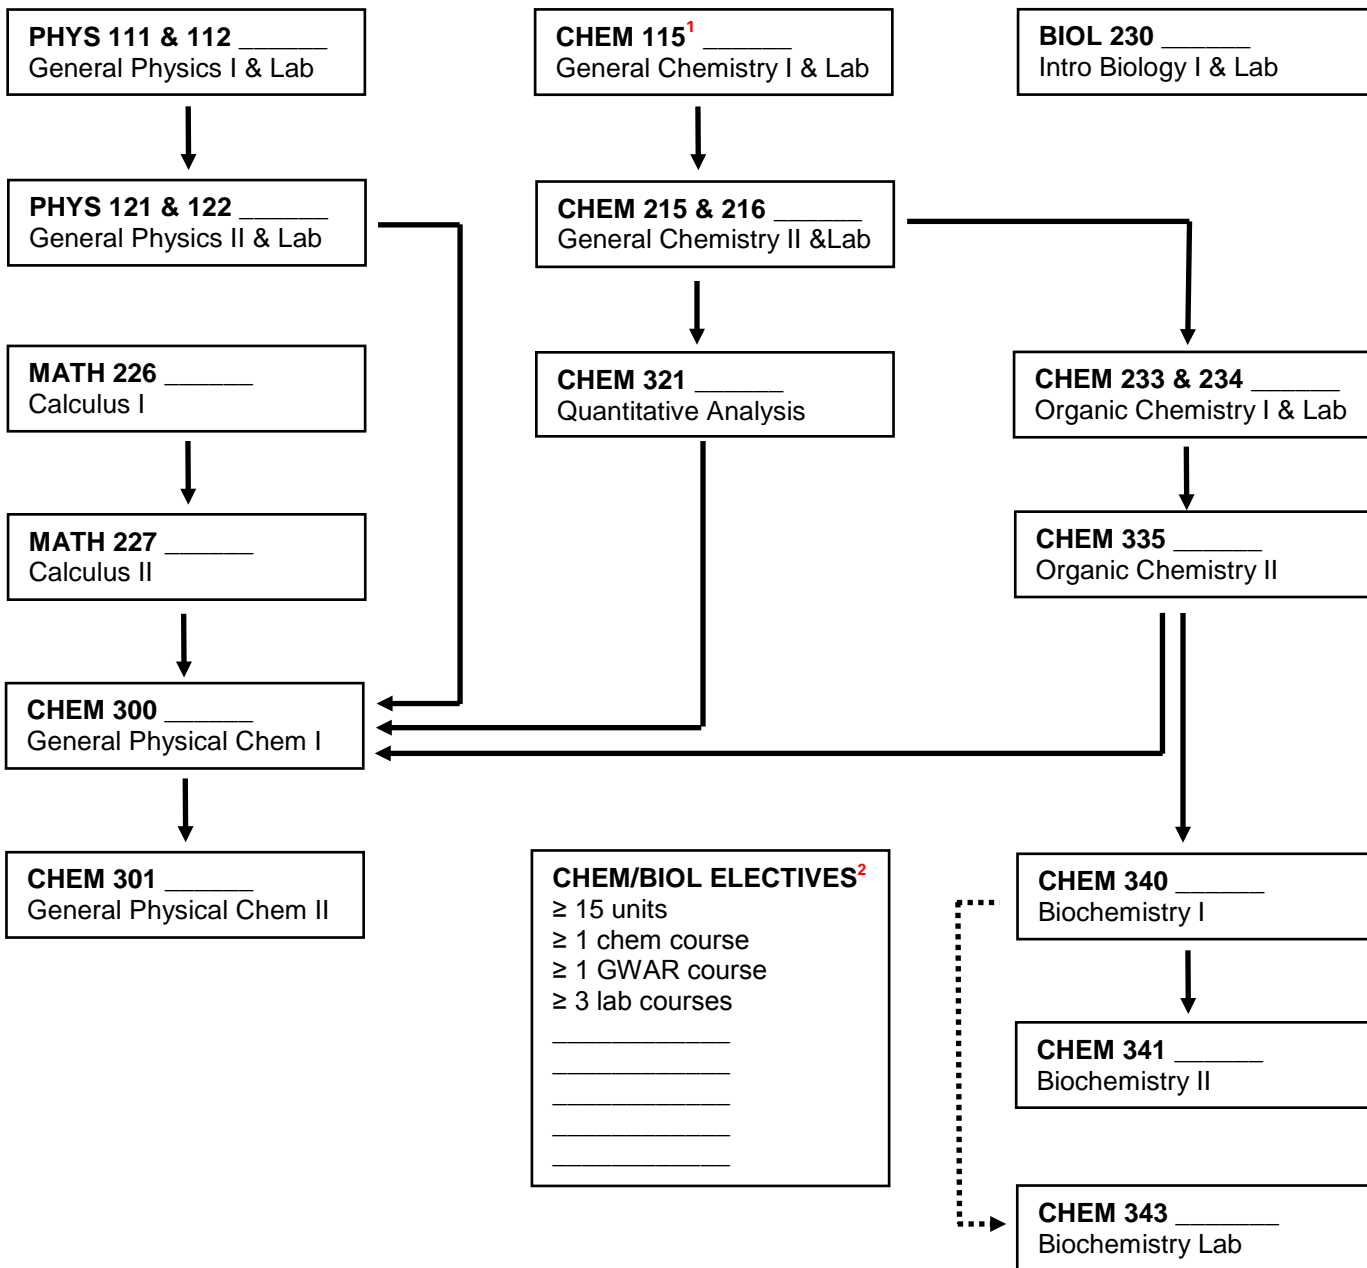 PHYS 111 & 112 ______
General Physics I & Lab
CHEM 115¹ ______
General Chemistry I & Lab
BIOL 230 ______
Intro Biology I & Lab
PHYS 121 & 122 ______
General Physics II & Lab
CHEM 215 & 216 ______
General Chemistry II &Lab
MATH 226 ______
Calculus I
CHEM 321 ______
Quantitative Analysis
CHEM 233 & 234 ______
Organic Chemistry I & Lab
MATH 227 ______
Calculus II
CHEM 335 ______
Organic Chemistry II
CHEM 300 ______
General Physical Chem I
CHEM 301 ______
General Physical Chem II
CHEM/BIOL ELECTIVES²
≥ 15 units
≥ 1 chem course
≥ 1 GWAR course
≥ 3 lab courses
____________
____________
____________
____________
____________
CHEM 340 ______
Biochemistry I
CHEM 341 ______
Biochemistry II
CHEM 343 _______
Biochemistry Lab